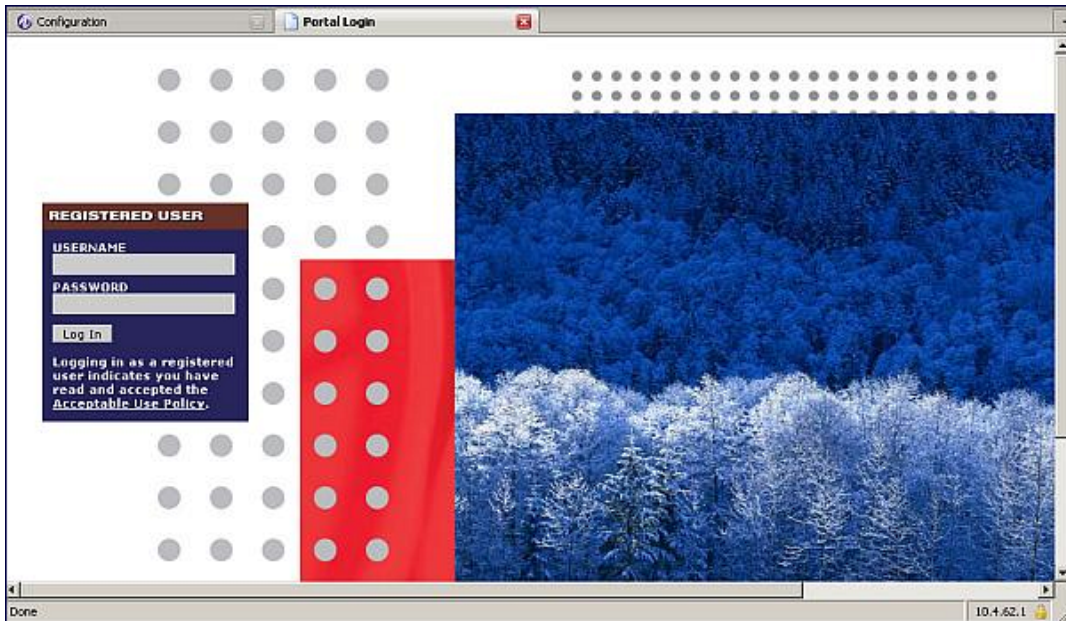 Configuration
Portal Login
REGISTERED USER
USERNAME
PASSWORD
Log In
Logging in as a registered
user indicates you have
read and accepted the
Acceptable Use Policy.
Done
10.4.62.1